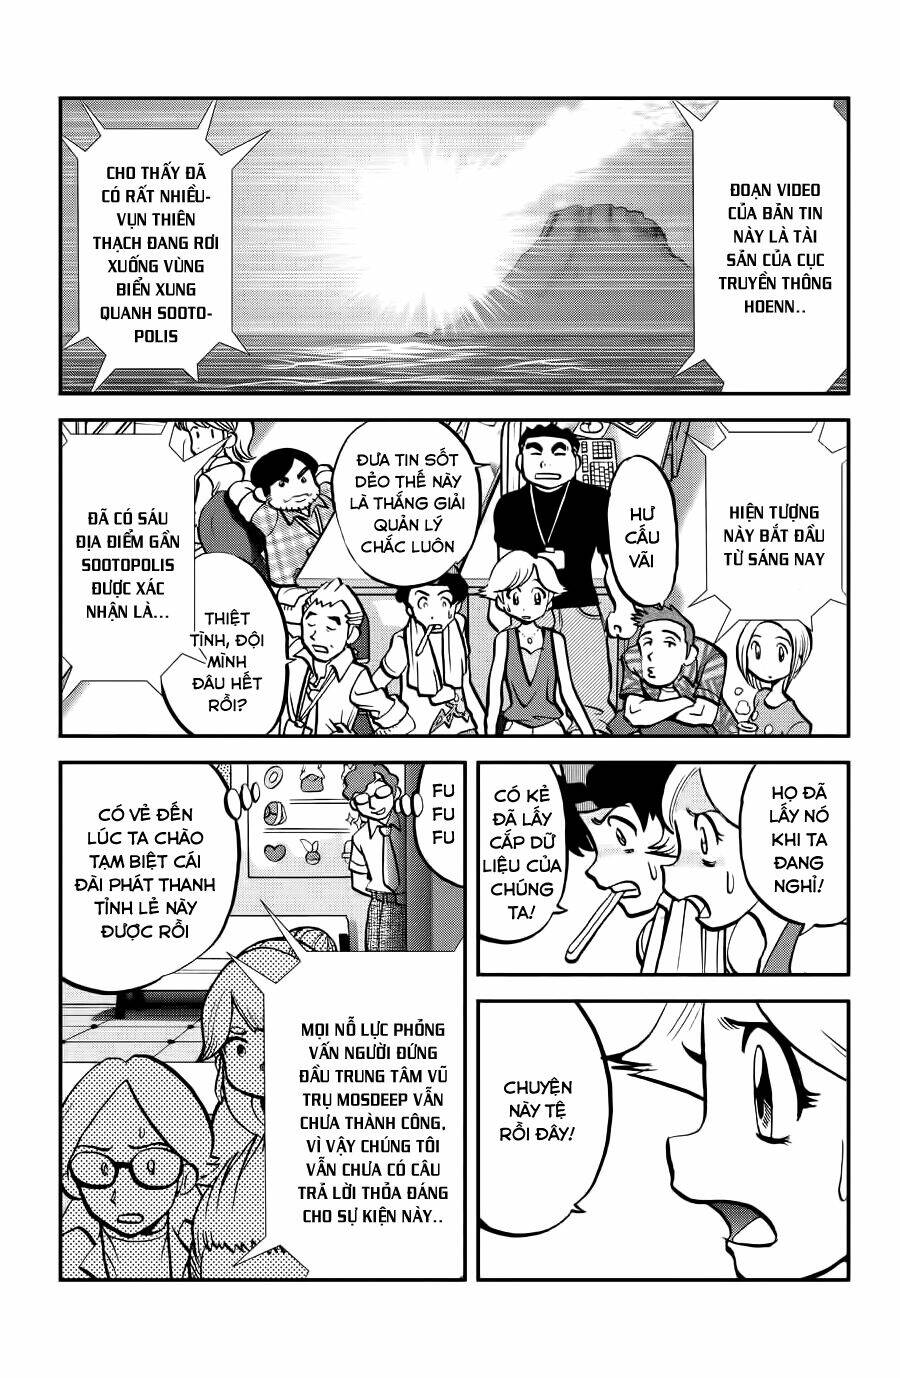 ĐOẠN VIDEO
CỦA BẢN TIN
NÀY LÀ TÀI
SẢN CỦA CỤC
TRUYỀN THÔNG
HOENN..
CHO THẤY ĐÃ
CÓ RẤT NHIỀU-
VỤN THIÊN
THẠCH ĐANG RƠI
XUỐNG VÙNG
BIỂN XUNG
QUANH SOOTO-
POLIS
HIỆN TƯỢNG
NÀY BẮT ĐẦU
TỪ SÁNG NAY
HƯ
CẤU
VÃI
ĐƯA TIN SỐT
DẺO THẾ NÀY
LÀ THẮNG GIẢI
QUẢN LÝ
CHẮC LUÔN
ĐÃ CÓ SÁU
ĐỊA ĐIỂM GẦN
SOOTOPOLIS
ĐƯỢC XÁC
NHẬN LÀ...
THIỆT
TÌNH, ĐỘI
MÌNH
ĐÂU HẾT
RỒI?
HỌ ĐÃ
LẤY NÓ
KHI TA
ĐANG
NGHỈ!
CÓ KẺ
ĐÃ LẤY
CẮP DỮ
LIỆU CỦA
CHÚNG
TA!
CHUYỆN
NÀY TỆ
RỒI ĐÂY!
FU
FU
FU
CÓ VẺ ĐẾN
LÚC TA CHÀO
TẠM BIỆT CÁI
ĐÀI PHÁT THANH
TỈNH LẺ NÀY
ĐƯỢC RỒI
MỌI NỖ LỰC PHỎNG
VẤN NGƯỜI ĐỨNG
ĐẦU TRUNG TÂM VŨ
TRỤ MOSDEEP VẪN
CHƯA THÀNH CÔNG,
VÌ VẬY CHÚNG TÔI
VẪN CHƯA CÓ CÂU
TRẢ LỜI THỎA ĐÁNG
CHO SỰ KIỆN NÀY..